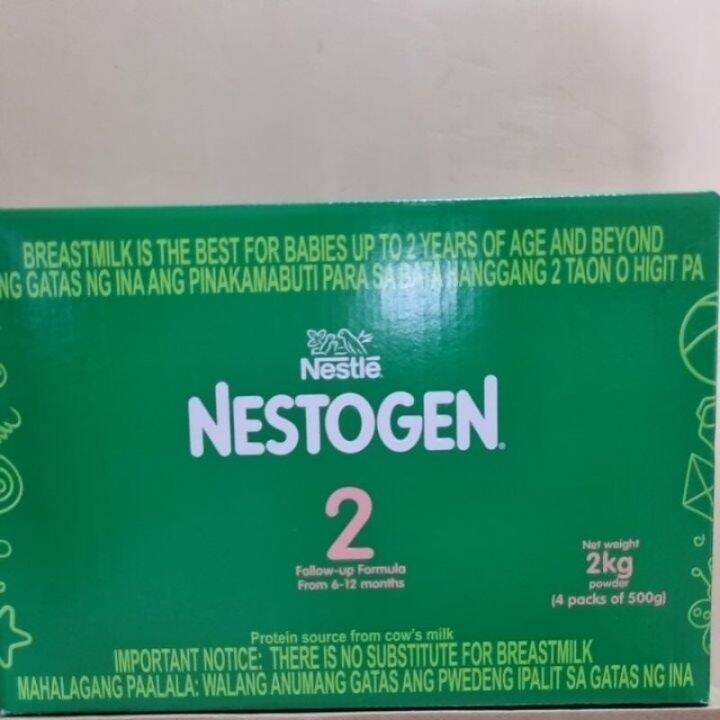 BREASTMILK IS THE BEST FOR BABIES UP TO 2 YEARS OF AGE AND BEYOND
NG GATAS NG INA ANG PINAKAMABUTI PARA SA BATA HANGGANG 2 TAON O HIGIT PA
Nestlé
NESTOGEN®
2
Follow-up Formula
From 6-12 months
Net weight
2kg
powder
(4 packs of 500g)
Protein source from cow's milk
IMPORTANT NOTICE: THERE IS NO SUBSTITUTE FOR BREASTMILK
MAHALAGANG PAALALA: WALANG ANUMANG GATAS ANG PWEDENG IPALIT SA GATAS NG INA